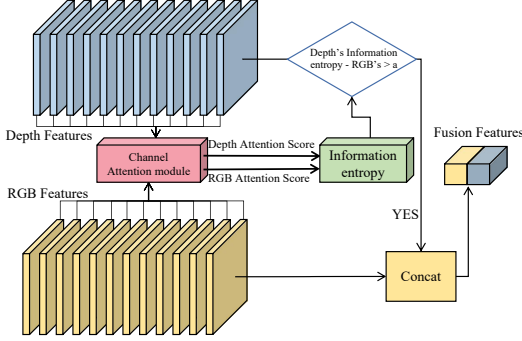 Depth's Information
entropy - RGB's > a
Depth Features
Depth Attention Score
Fusion Features
Channel
Attention module
Information
entropy
RGB Attention Score
RGB Features
YES
Concat